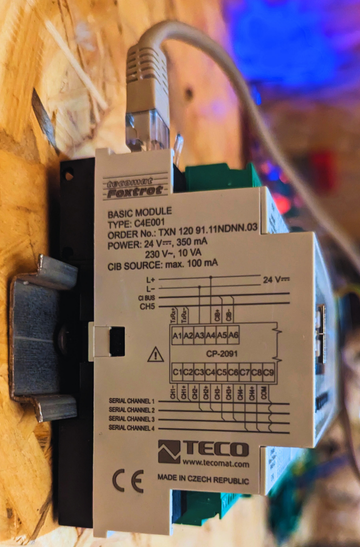 tecomat
Foxtrot
BASIC MODULE
TYPE: C4E001
ORDER No.: TXN 120 91.11NDNN.03
POWER: 24 V⎓, 350 mA
230 V~, 10 VA
CIB SOURCE: max. 100 mA
L+
24 V⎓
L-
CI BUS
CH5
A1 A2 A3 A4 A5 A6
CP-2091
C1 C2 C3 C4 C5 C6 C7 C8 C9
SERIAL CHANNEL 1
SERIAL CHANNEL 2
SERIAL CHANNEL 3
SERIAL CHANNEL 4
TECO
www.tecomat.com
CE
MADE IN CZECH REPUBLIC